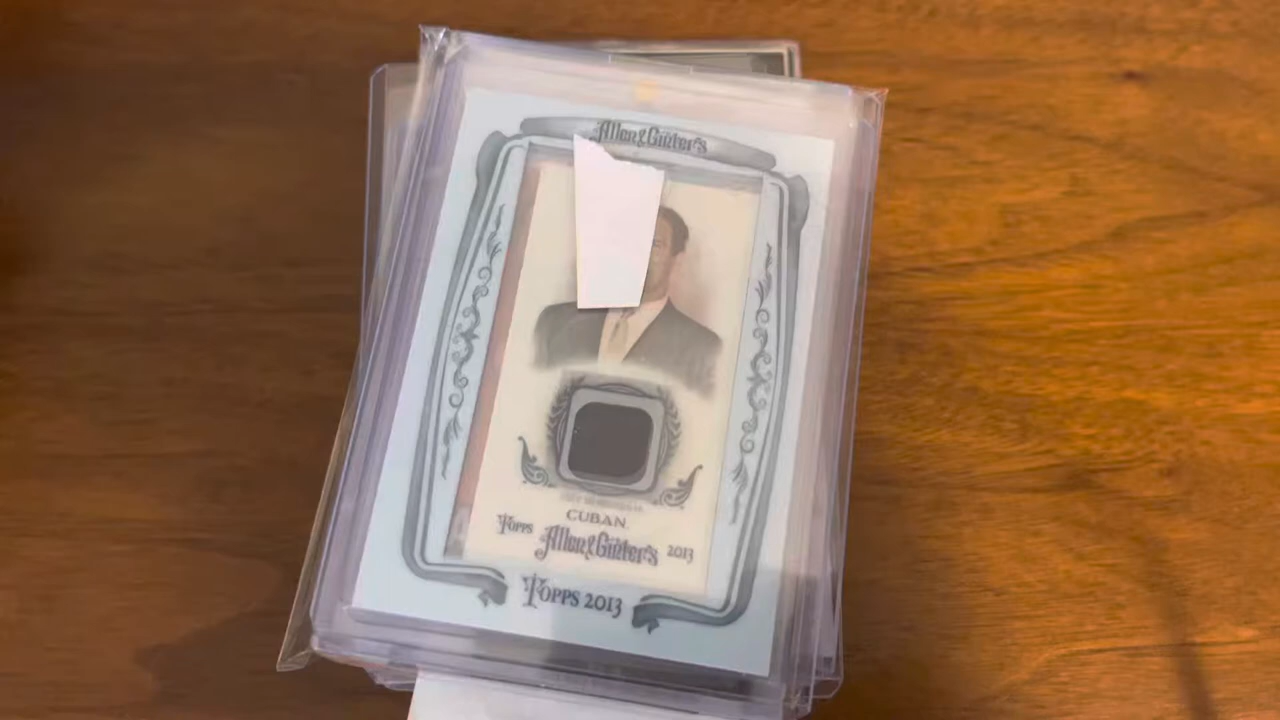 Allen & Ginter's
CUBAN
TOPPS Allen & Ginter's 2013
TOPPS 2013